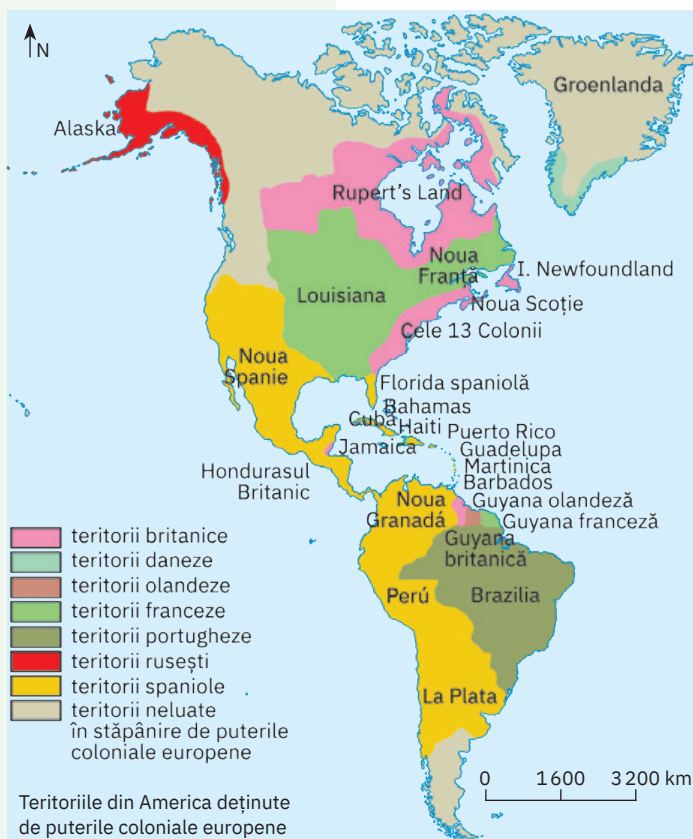 N
Groenlanda
Alaska
Rupert's Land
Noua
Franță
I. Newfoundland
Louisiana
Noua Scoție
Cele 13 Colonii
Noua
Spanie
Florida spaniolă
Bahamas
Cuba
Haiti
Puerto Rico
Jamaica
Guadelupa
Martinica
Hondurasul
Britanic
Barbados
Noua
Granadá
Guyana olandeză
Guyana franceză
Guyana
britanică
Perú
Brazilia
La Plata
teritorii britanice
teritorii daneze
teritorii olandeze
teritorii franceze
teritorii portugheze
teritorii rusești
teritorii spaniole
teritorii neluate
în stăpânire de puterile
coloniale europene
0 1600 3200 km
Teritoriile din America deținute
de puterile coloniale europene